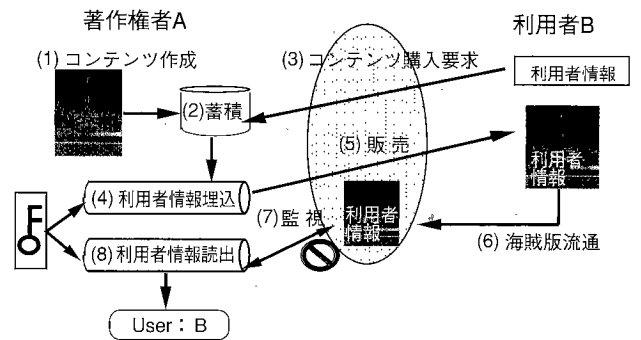 著作権者A
利用者B
(1) コンテンツ作成
(3) コンテンツ購入要求
利用者情報
(2) 蓄積
(5) 販 売
利用者
情報
(4) 利用者情報埋込
(7) 監 視
利用者
情報
(6) 海賊版流通
(8) 利用者情報読出
User : B